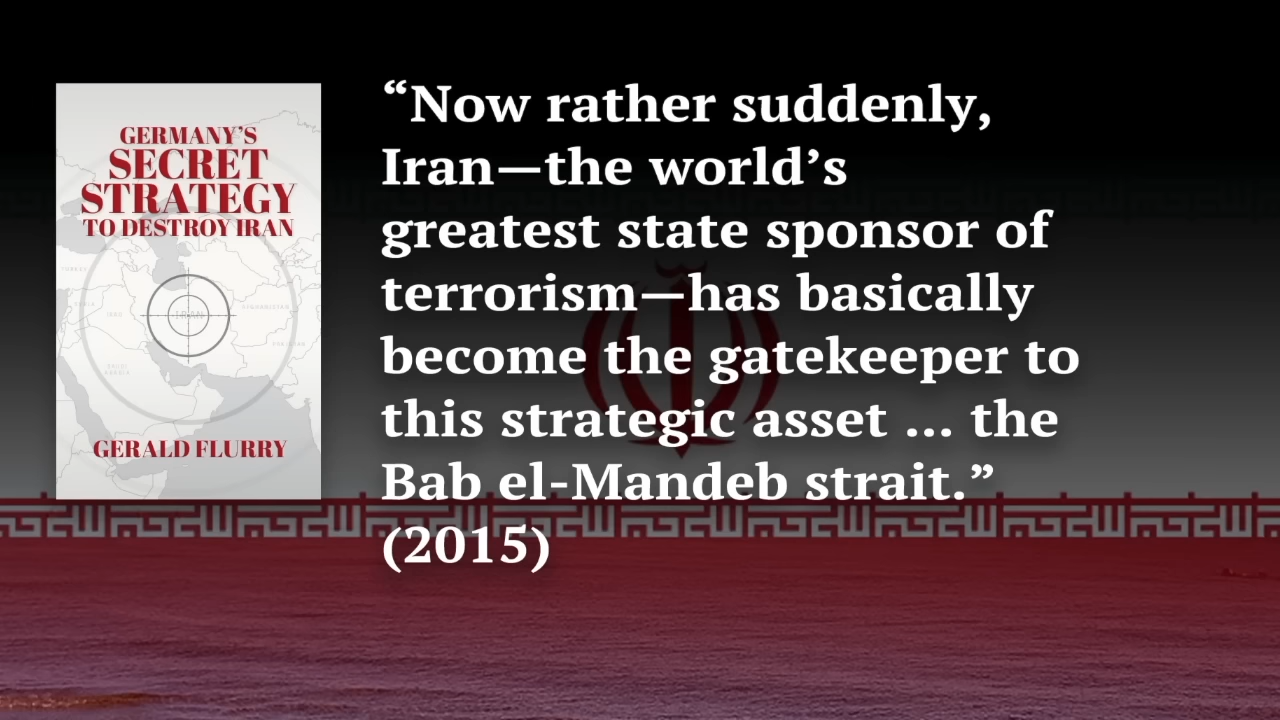 GERMANY'S
SECRET
STRATEGY
TO DESTROY IRAN
IRAN
GERALD FLURRY
“Now rather suddenly,
Iran—the world’s
greatest state sponsor of
terrorism—has basically
become the gatekeeper to
this strategic asset ... the
Bab el-Mandeb strait.”
(2015)